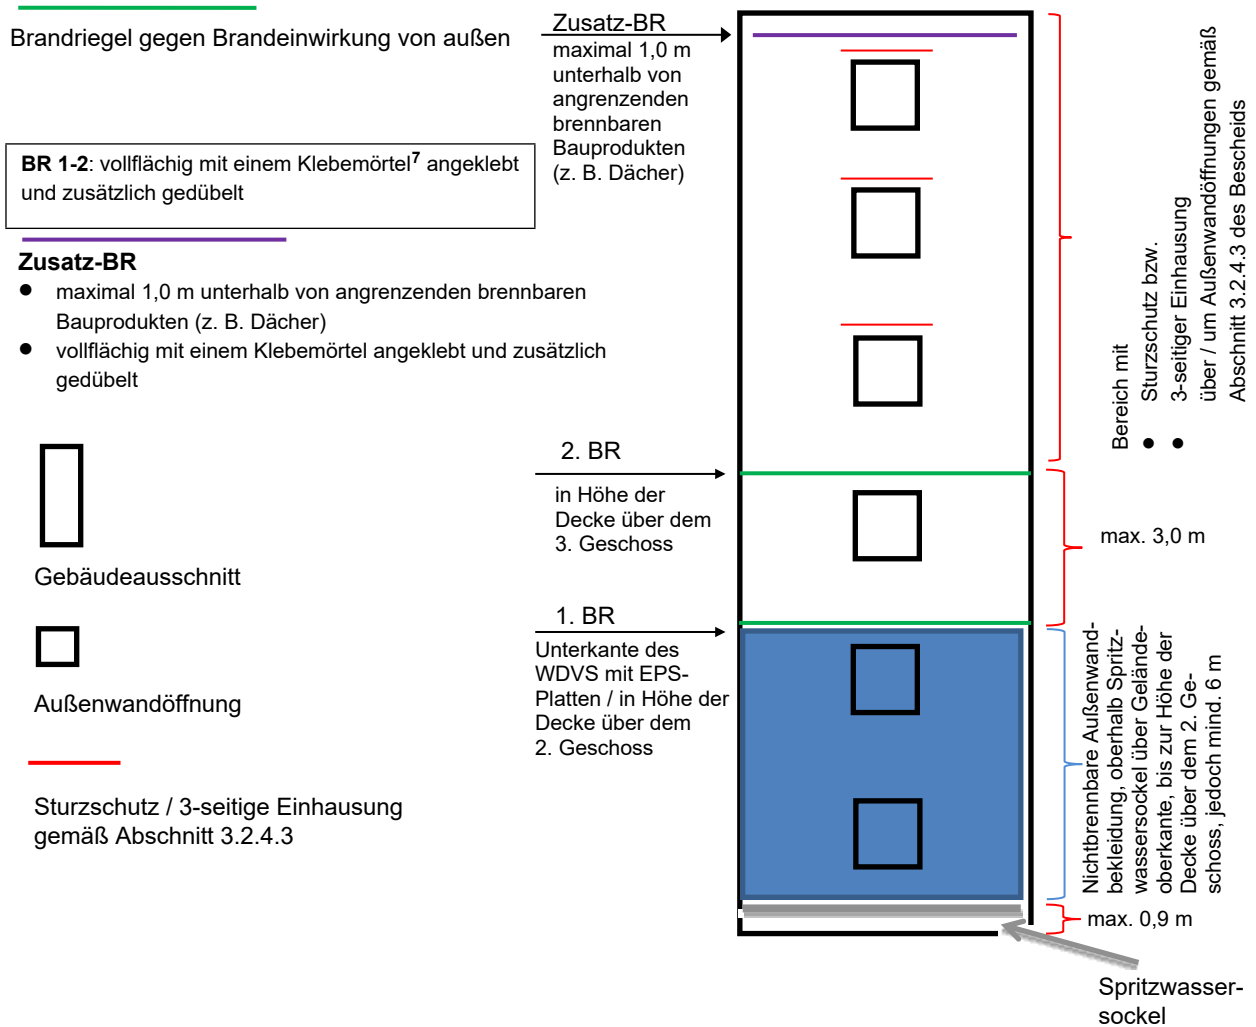 Brandriegel gegen Brandeinwirkung von außen
BR 1-2: vollflächig mit einem Klebemörtel7 angeklebt
und zusätzlich gedübelt
Zusatz-BR
● maximal 1,0 m unterhalb von angrenzenden brennbaren
Bauprodukten (z. B. Dächer)
● vollflächig mit einem Klebemörtel angeklebt und zusätzlich
gedübelt
Gebäudeausschnitt
Außenwandöffnung
Sturzschutz / 3-seitige Einhausung
gemäß Abschnitt 3.2.4.3
Zusatz-BR
maximal 1,0 m
unterhalb von
angrenzenden
brennbaren
Bauprodukten
(z. B. Dächer)
2. BR
in Höhe der
Decke über dem
3. Geschoss
1. BR
Unterkante des
WDVS mit EPS-
Platten / in Höhe der
Decke über dem
2. Geschoss
Bereich mit
● Sturzschutz bzw.
● 3-seitiger Einhausung
über / um Außenwandöffnungen gemäß
Abschnitt 3.2.4.3 des Bescheids
max. 3,0 m
Nichtbrennbare Außenwand-
bekleidung, oberhalb Spritz-
wassersockel über Gelände-
oberkante, bis zur Höhe der
Decke über dem 2. Ge-
schoss, jedoch mind. 6 m
max. 0,9 m
Spritzwasser-
sockel